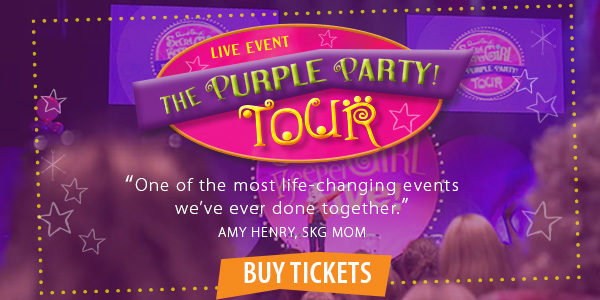 LIVE EVENT
THE PURPLE PARTY!
TOUR
“One of the most life-changing events
we’ve ever done together.”
AMY HENRY, SKG MOM
BUY TICKETS